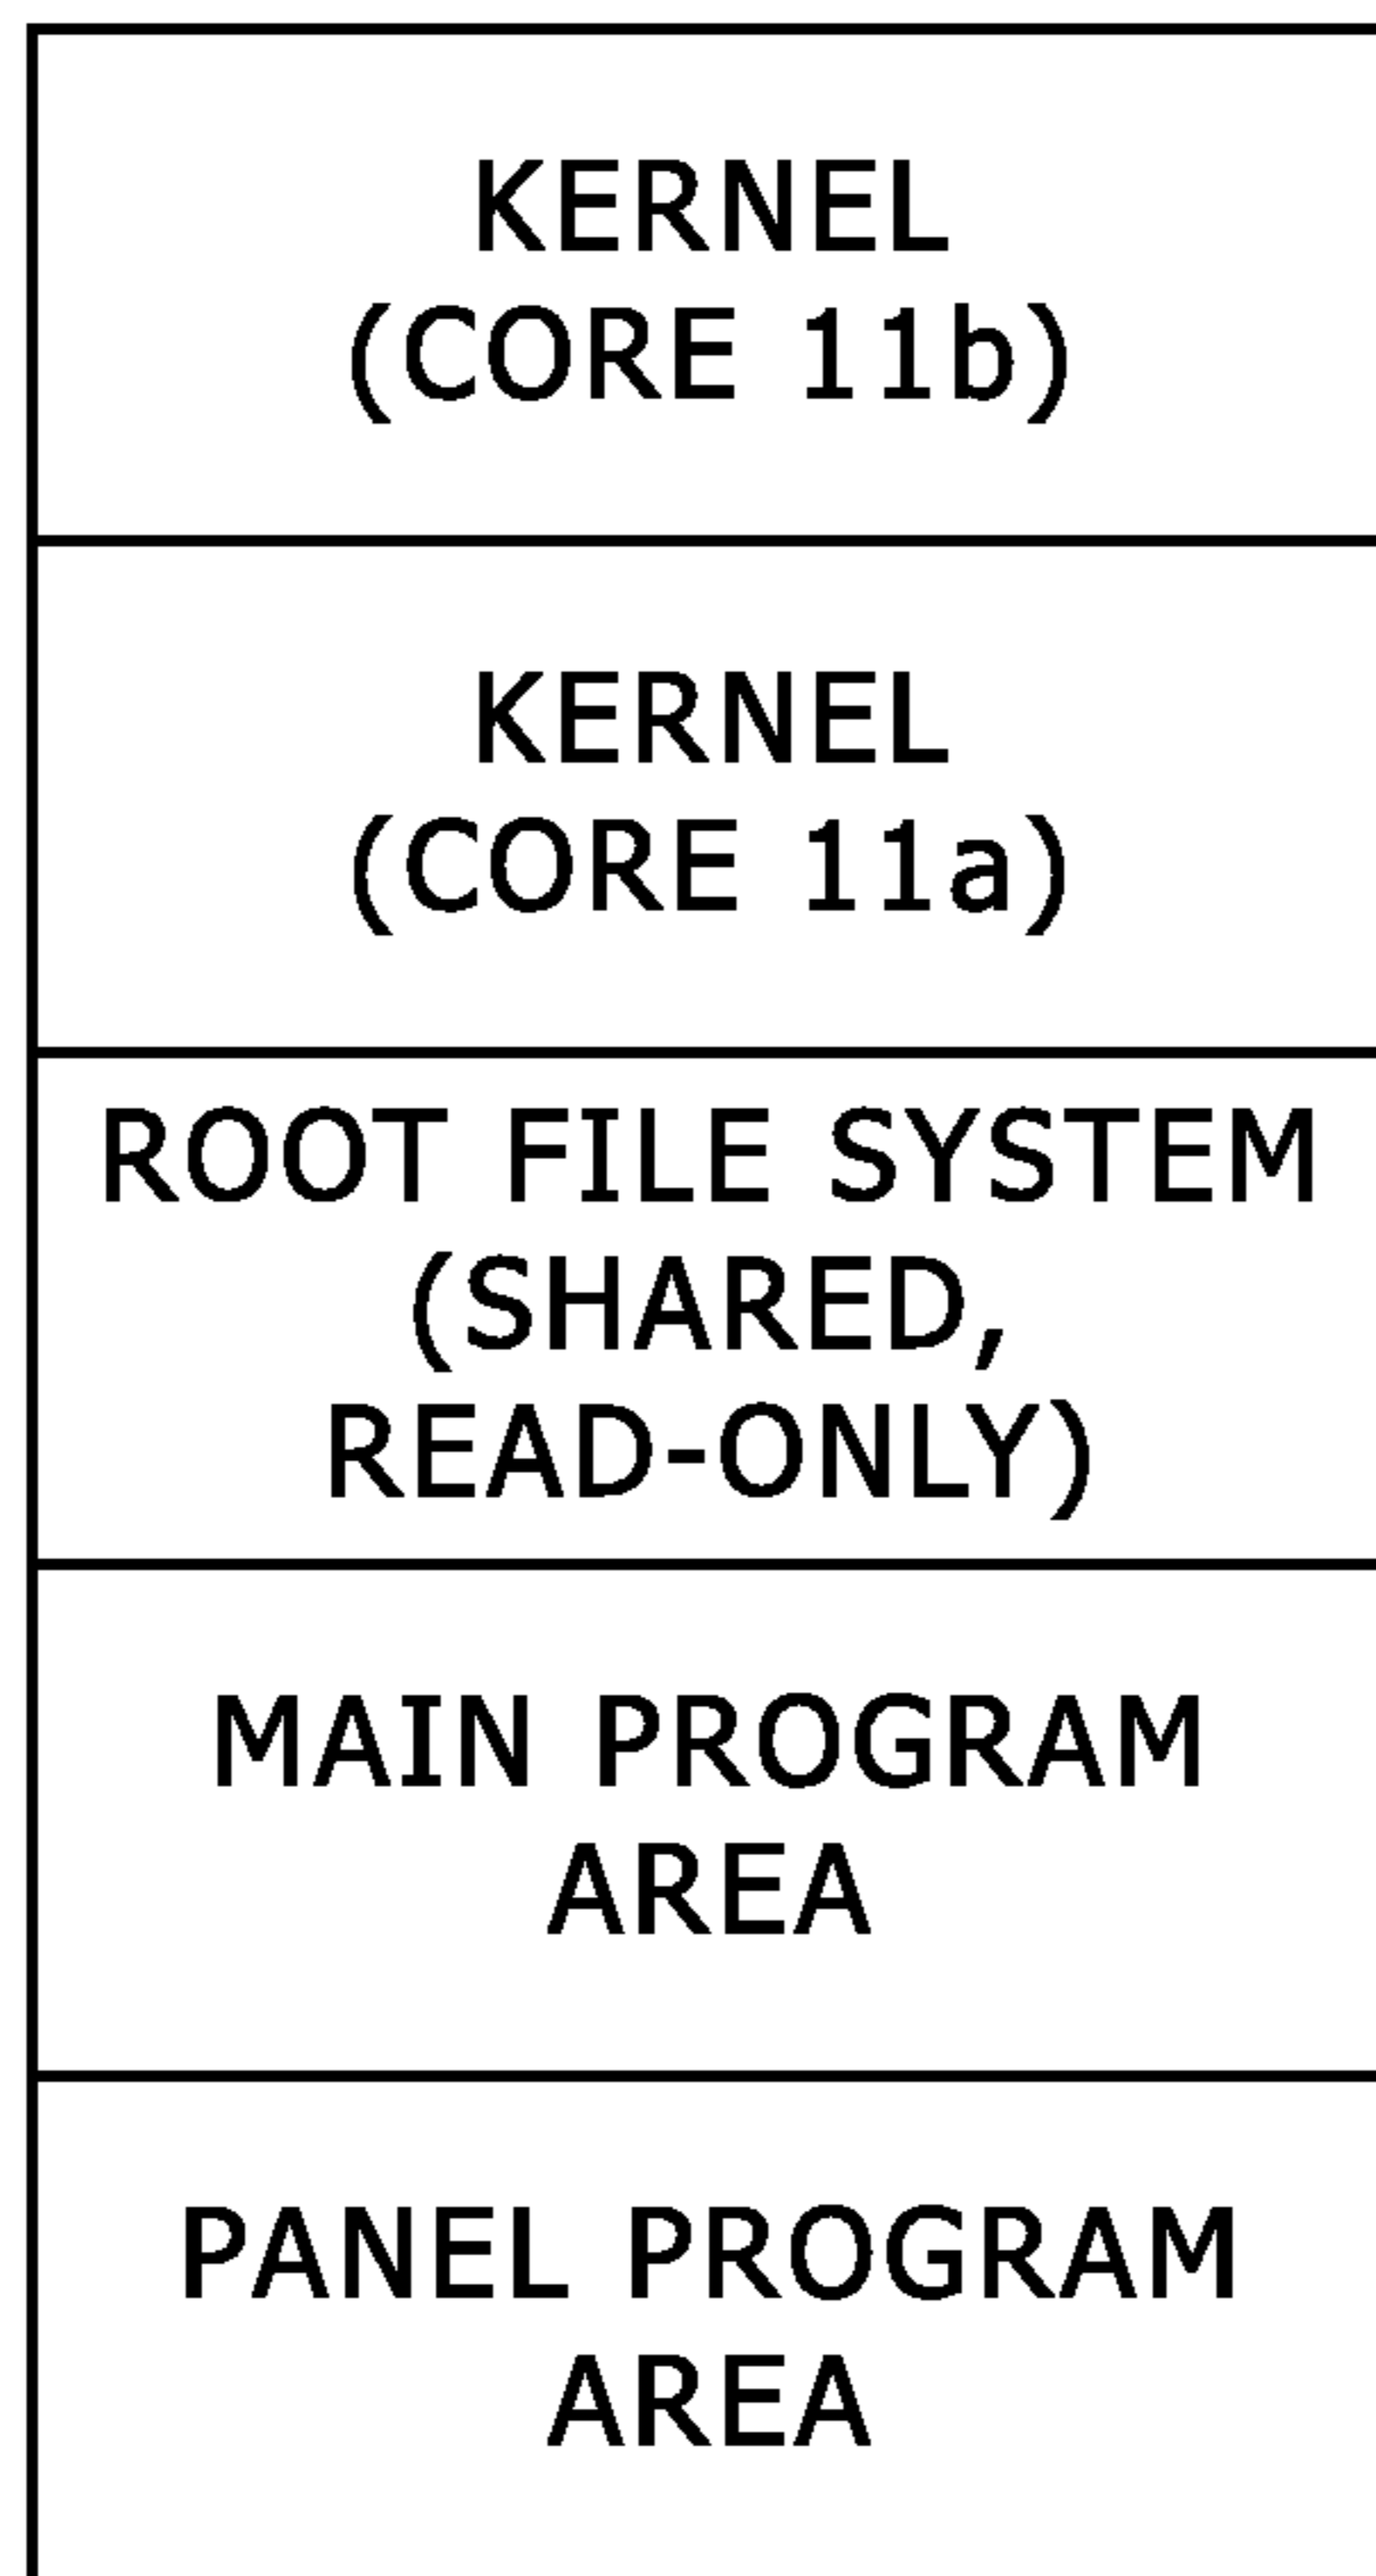 KERNEL
(CORE 11b)
KERNEL
(CORE 11a)
ROOT FILE SYSTEM
(SHARED,
READ-ONLY)
MAIN PROGRAM
AREA
PANEL PROGRAM
AREA